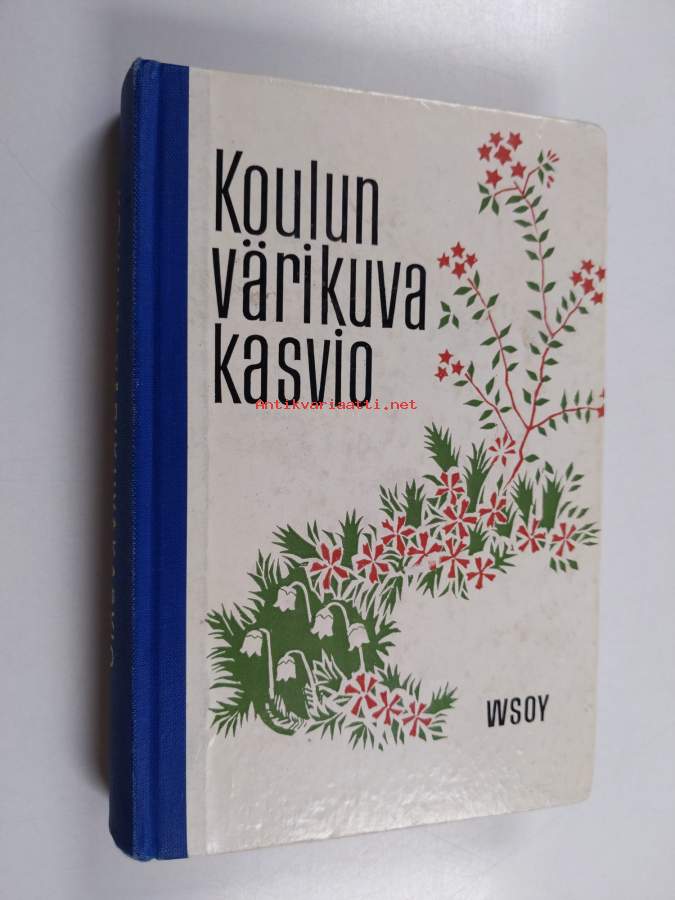 Koulun
värikuva
kasvio
Antikvariaatti.net
WSOY